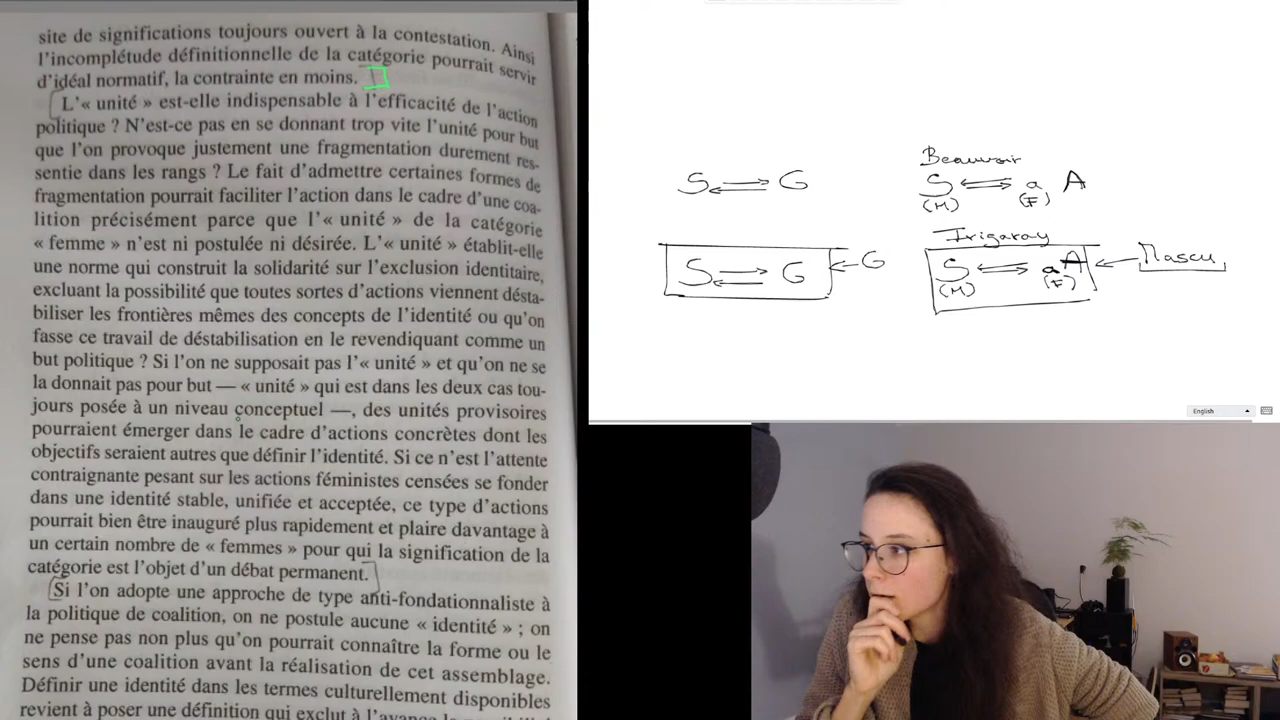 site de significations toujours ouvert à la contestation. Ainsi
l'incomplétude définitionnelle de la catégorie pourrait servir
d'idéal normatif, la contrainte en moins.
L'« unité » est-elle indispensable à l'efficacité de l'action
politique ? N'est-ce pas en se donnant trop vite l'unité pour but
que l'on provoque justement une fragmentation durement res-
sentie dans les rangs ? Le fait d'admettre certaines formes de
fragmentation pourrait faciliter l'action dans le cadre d'une coa-
lition précisément parce que l'« unité » de la catégorie
« femme » n'est ni postulée ni désirée. L'« unité » établit-elle
une norme qui construit la solidarité sur l'exclusion identitaire,
excluant la possibilité que toutes sortes d'actions viennent désta-
biliser les frontières mêmes des concepts de l'identité ou qu'on
fasse ce travail de déstabilisation en le revendiquant comme un
but politique ? Si l'on ne supposait pas l'« unité » et qu'on ne se
la donnait pas pour but — « unité » qui est dans les deux cas tou-
jours posée à un niveau conceptuel —, des unités provisoires
pourraient émerger dans le cadre d'actions concrètes dont les
objectifs seraient autres que définir l'identité. Si ce n'est l'attente
contraignante pesant sur les actions féministes censées se fonder
dans une identité stable, unifiée et acceptée, ce type d'actions
pourrait bien être inauguré plus rapidement et plaire davantage à
un certain nombre de « femmes » pour qui la signification de la
catégorie est l'objet d'un débat permanent.
Si l'on adopte une approche de type anti-fondationnaliste à
la politique de coalition, on ne postule aucune « identité » ; on
ne pense pas non plus qu'on pourrait connaître la forme ou le
sens d'une coalition avant la réalisation de cet assemblage.
Définir une identité dans les termes culturellement disponibles
revient à poser une définition qui exclut à l'avance
S ⇄ G
S ⇄ G ← G
Beauvoir
S ⇄ a A
(M) (F)
Irigaray
S ⇄ a A ← Mascu.
(M) (F)
English